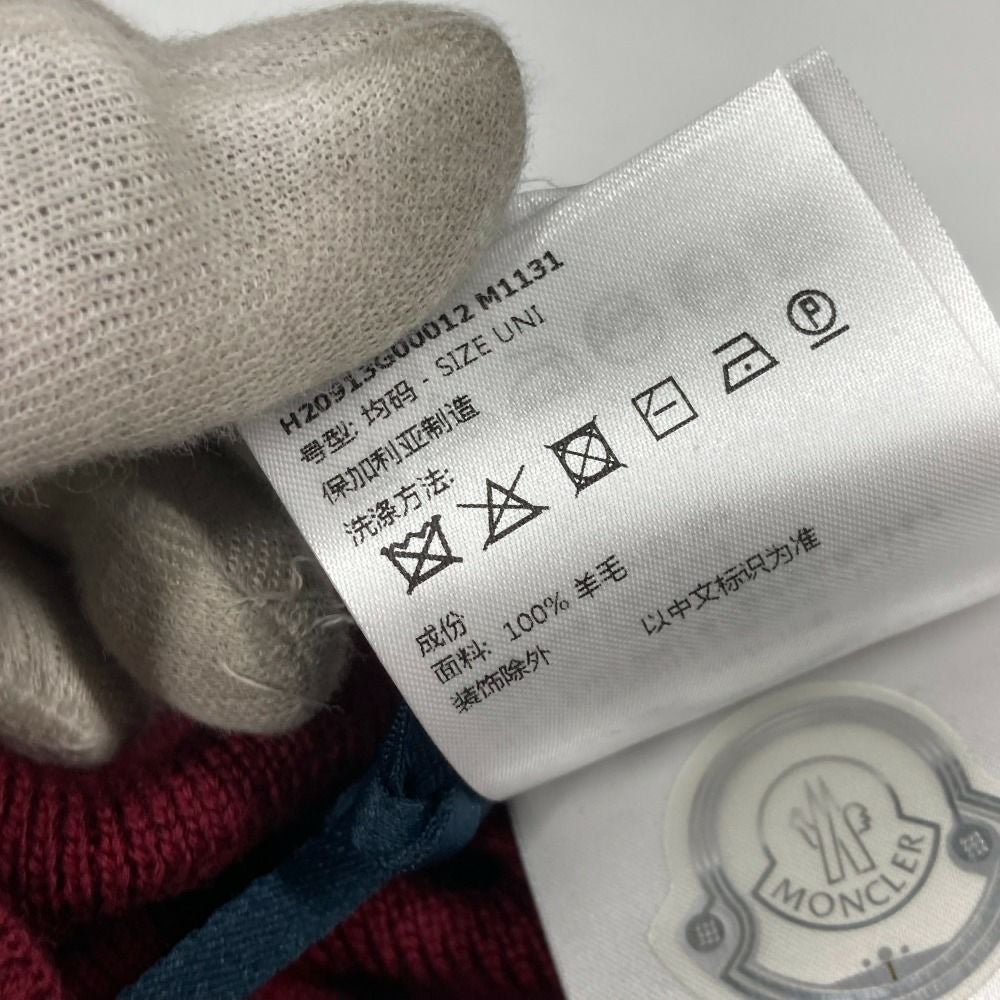 H20913G00012 M1131
号型: 均码 - SIZE UNI
保加利亚制造
洗涤方法:
P
成份
面料: 100% 羊毛
装饰除外
以中文标识为准
MONCLER